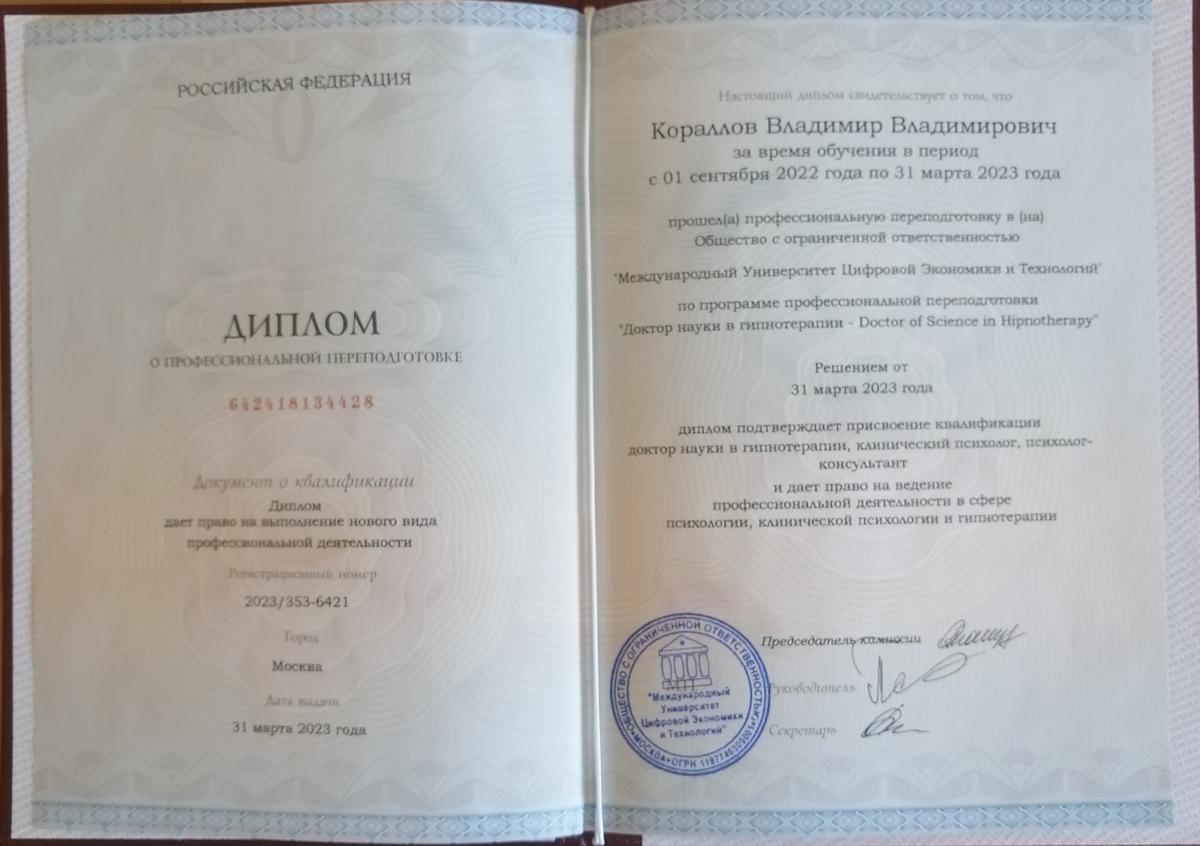 РОССИЙСКАЯ ФЕДЕРАЦИЯ
ДИПЛОМ
О ПРОФЕССИОНАЛЬНОЙ ПЕРЕПОДГОТОВКЕ
642418134428
Документ о квалификации
Диплом
дает право на выполнение нового вида
профессиональной деятельности
Регистрационный номер
2023/353-6421
Город
Москва
Дата выдачи
31 марта 2023 года
Настоящий диплом свидетельствует о том, что
Кораллов Владимир Владимирович
за время обучения в период
с 01 сентября 2022 года по 31 марта 2023 года
прошел(а) профессиональную переподготовку в (на)
Общество с ограниченной ответственностью
"Международный Университет Цифровой Экономики и Технологий"
по программе профессиональной переподготовки
"Доктор науки в гипнотерапии - Doctor of Science in Hipnotherapy"
Решением от
31 марта 2023 года
диплом подтверждает присвоение квалификации
доктор науки в гипнотерапии, клинический психолог, психолог-
консультант
и дает право на ведение
профессиональной деятельности в сфере
психологии, клинической психологии и гипнотерапии
Председатель комиссии
Руководитель
Секретарь
М.П.
ОБЩЕСТВО С ОГРАНИЧЕННОЙ ОТВЕТСТВЕННОСТЬЮ
"Международный
Университет
Цифровой Экономики
и Технологий"
МОСКВА ОГРН